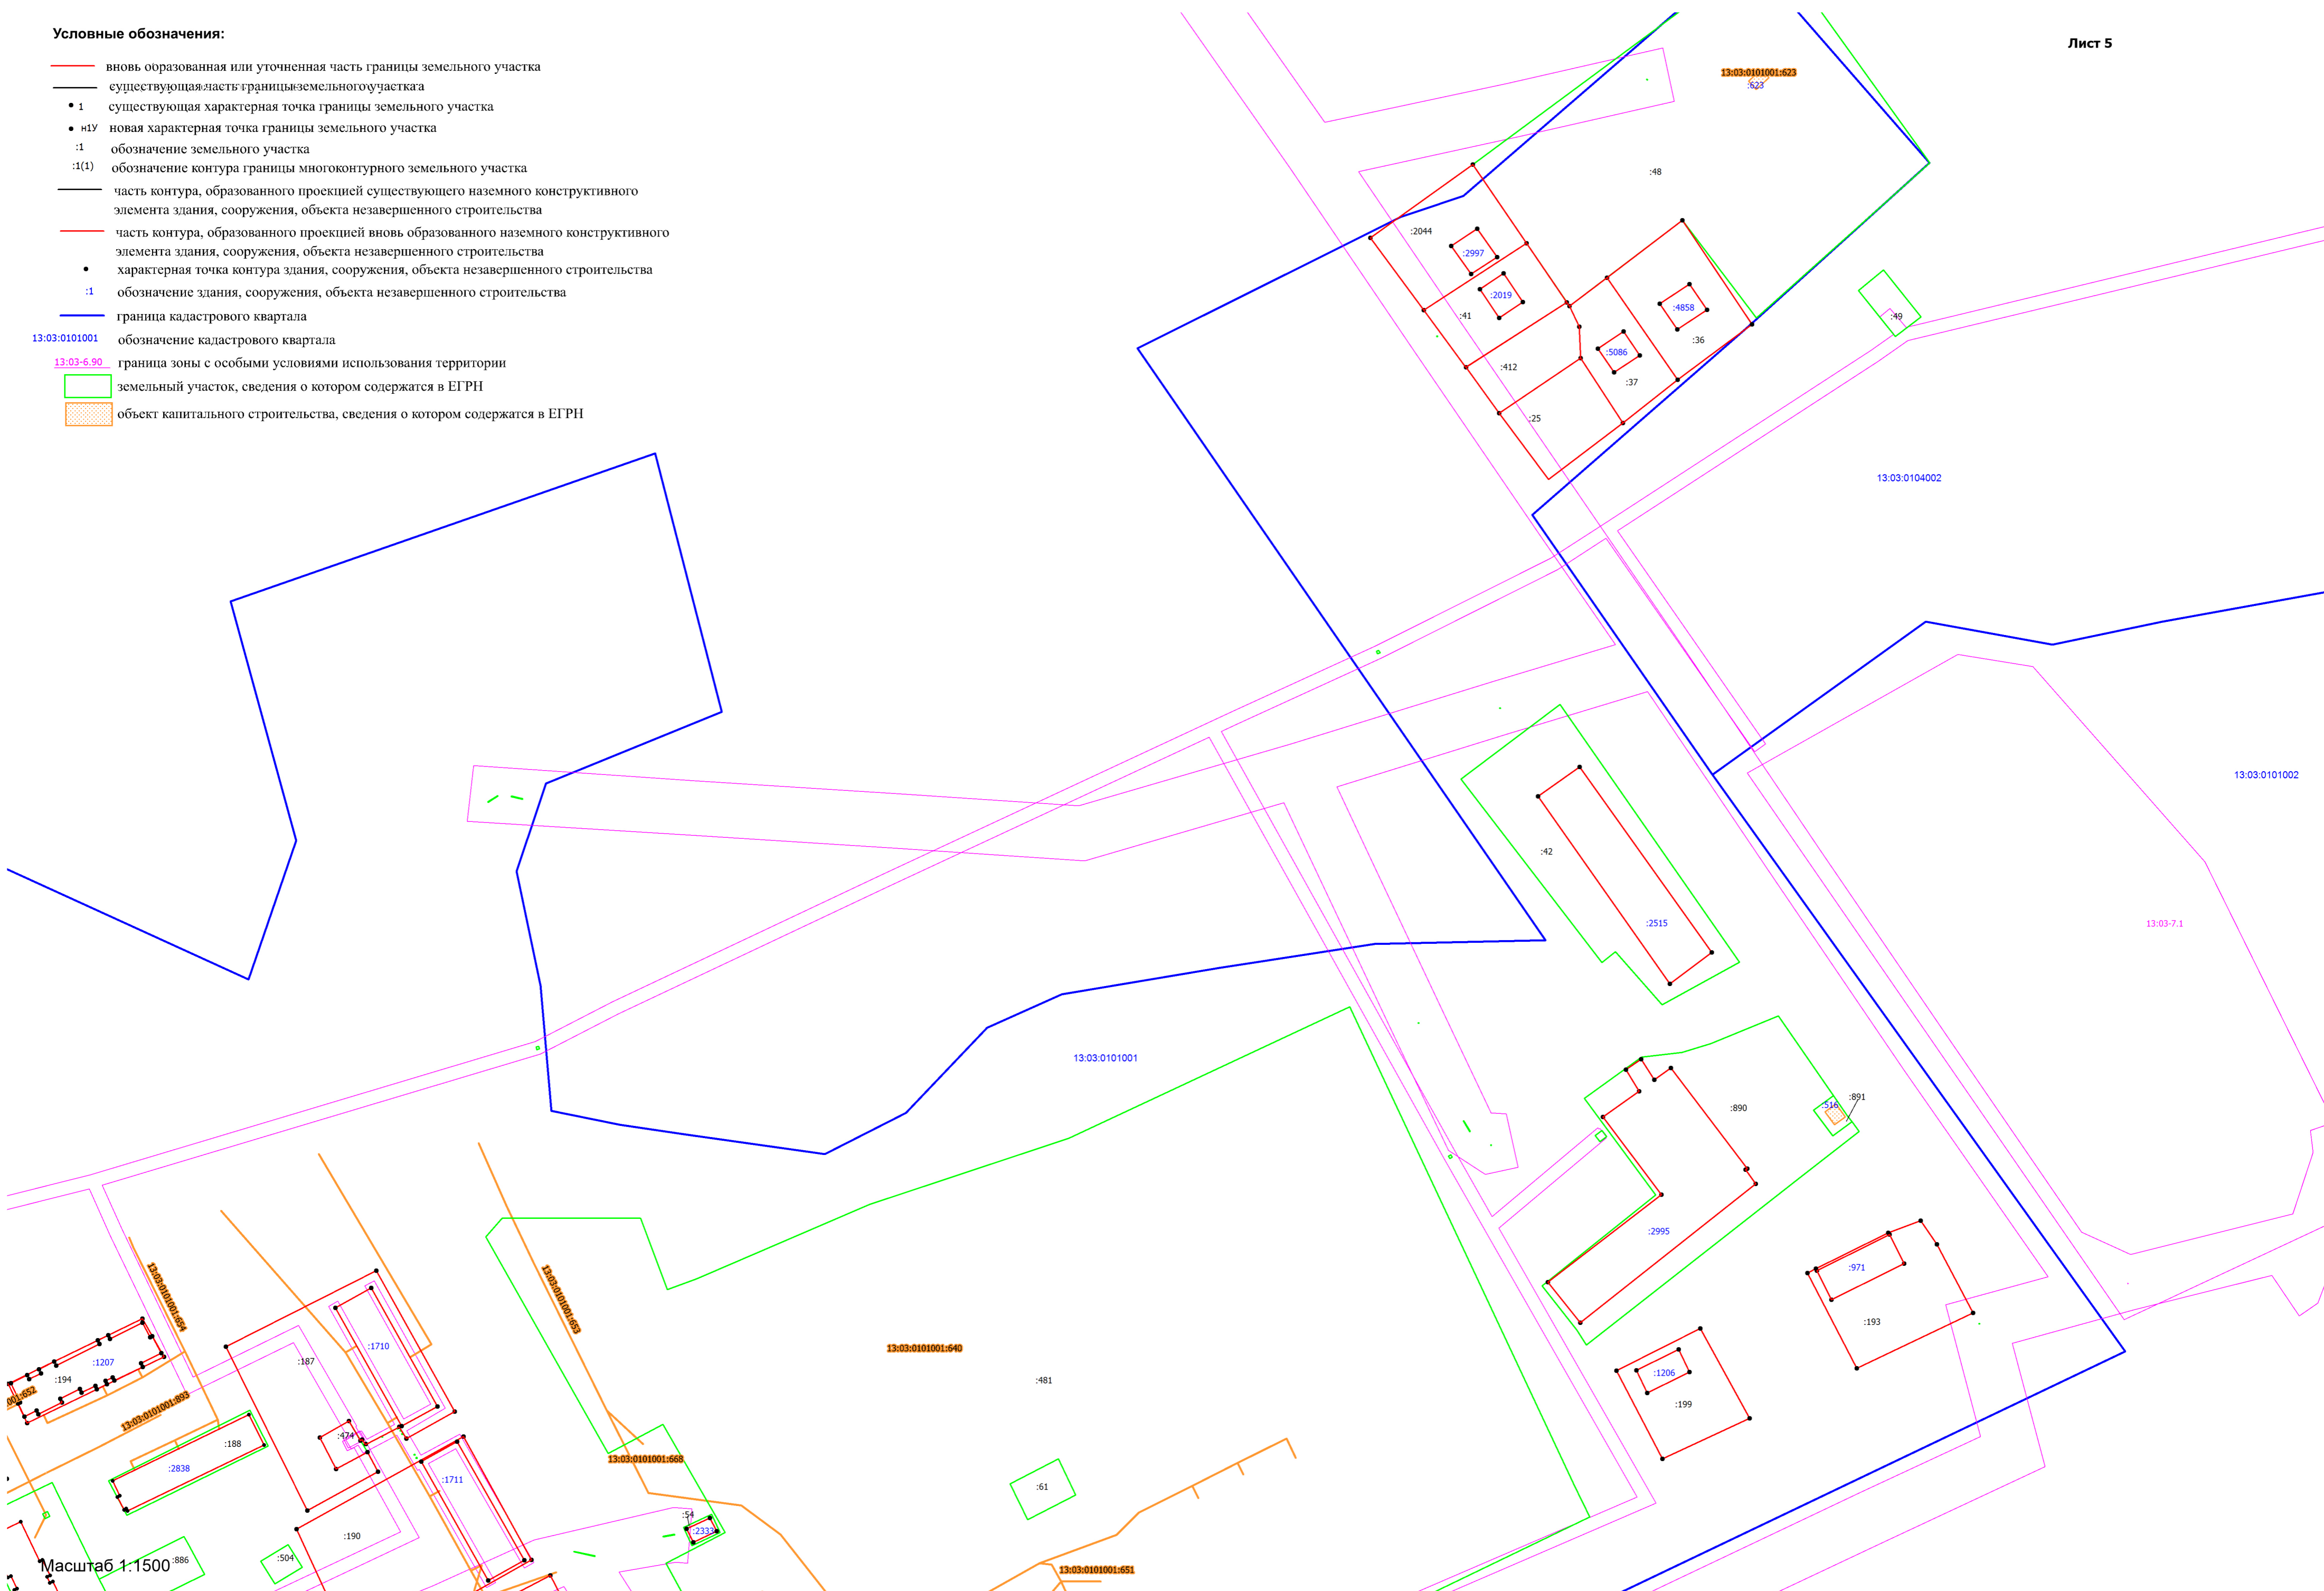 Условные обозначения:
Лист 5
вновь образованная или уточненная часть границы земельного участка
существующая часть границы земельного участка
1 существующая характерная точка границы земельного участка
н1У новая характерная точка границы земельного участка
:1 обозначение земельного участка
:1(1) обозначение контура границы многоконтурного земельного участка
часть контура, образованного проекцией существующего наземного конструктивного
элемента здания, сооружения, объекта незавершенного строительства
часть контура, образованного проекцией вновь образованного наземного конструктивного
элемента здания, сооружения, объекта незавершенного строительства
характерная точка контура здания, сооружения, объекта незавершенного строительства
:1 обозначение здания, сооружения, объекта незавершенного строительства
граница кадастрового квартала
13:03:0101001 обозначение кадастрового квартала
13:03-6.90 граница зоны с особыми условиями использования территории
земельный участок, сведения о котором содержатся в ЕГРН
объект капитального строительства, сведения о котором содержатся в ЕГРН
13:03:0101001:623
:623
:48
:2044
:2997
:2019
:41
:4858
:49
:36
:5086
:412
:37
:25
13:03:0104002
13:03:0101002
:42
:2515
13:03-7.1
13:03:0101001
:891
:516
:890
:2995
:971
:193
13:03:0101001:654
13:03:0101001:653
:1710
13:03:0101001:640
:187
:1207
:194
:481
:1206
:199
001:652
13:03:0101001:893
:474
:188
:2838
13:03:0101001:668
:1711
:61
:54
:2333
:190
:504
:886
Масштаб 1:1500
13:03:0101001:651